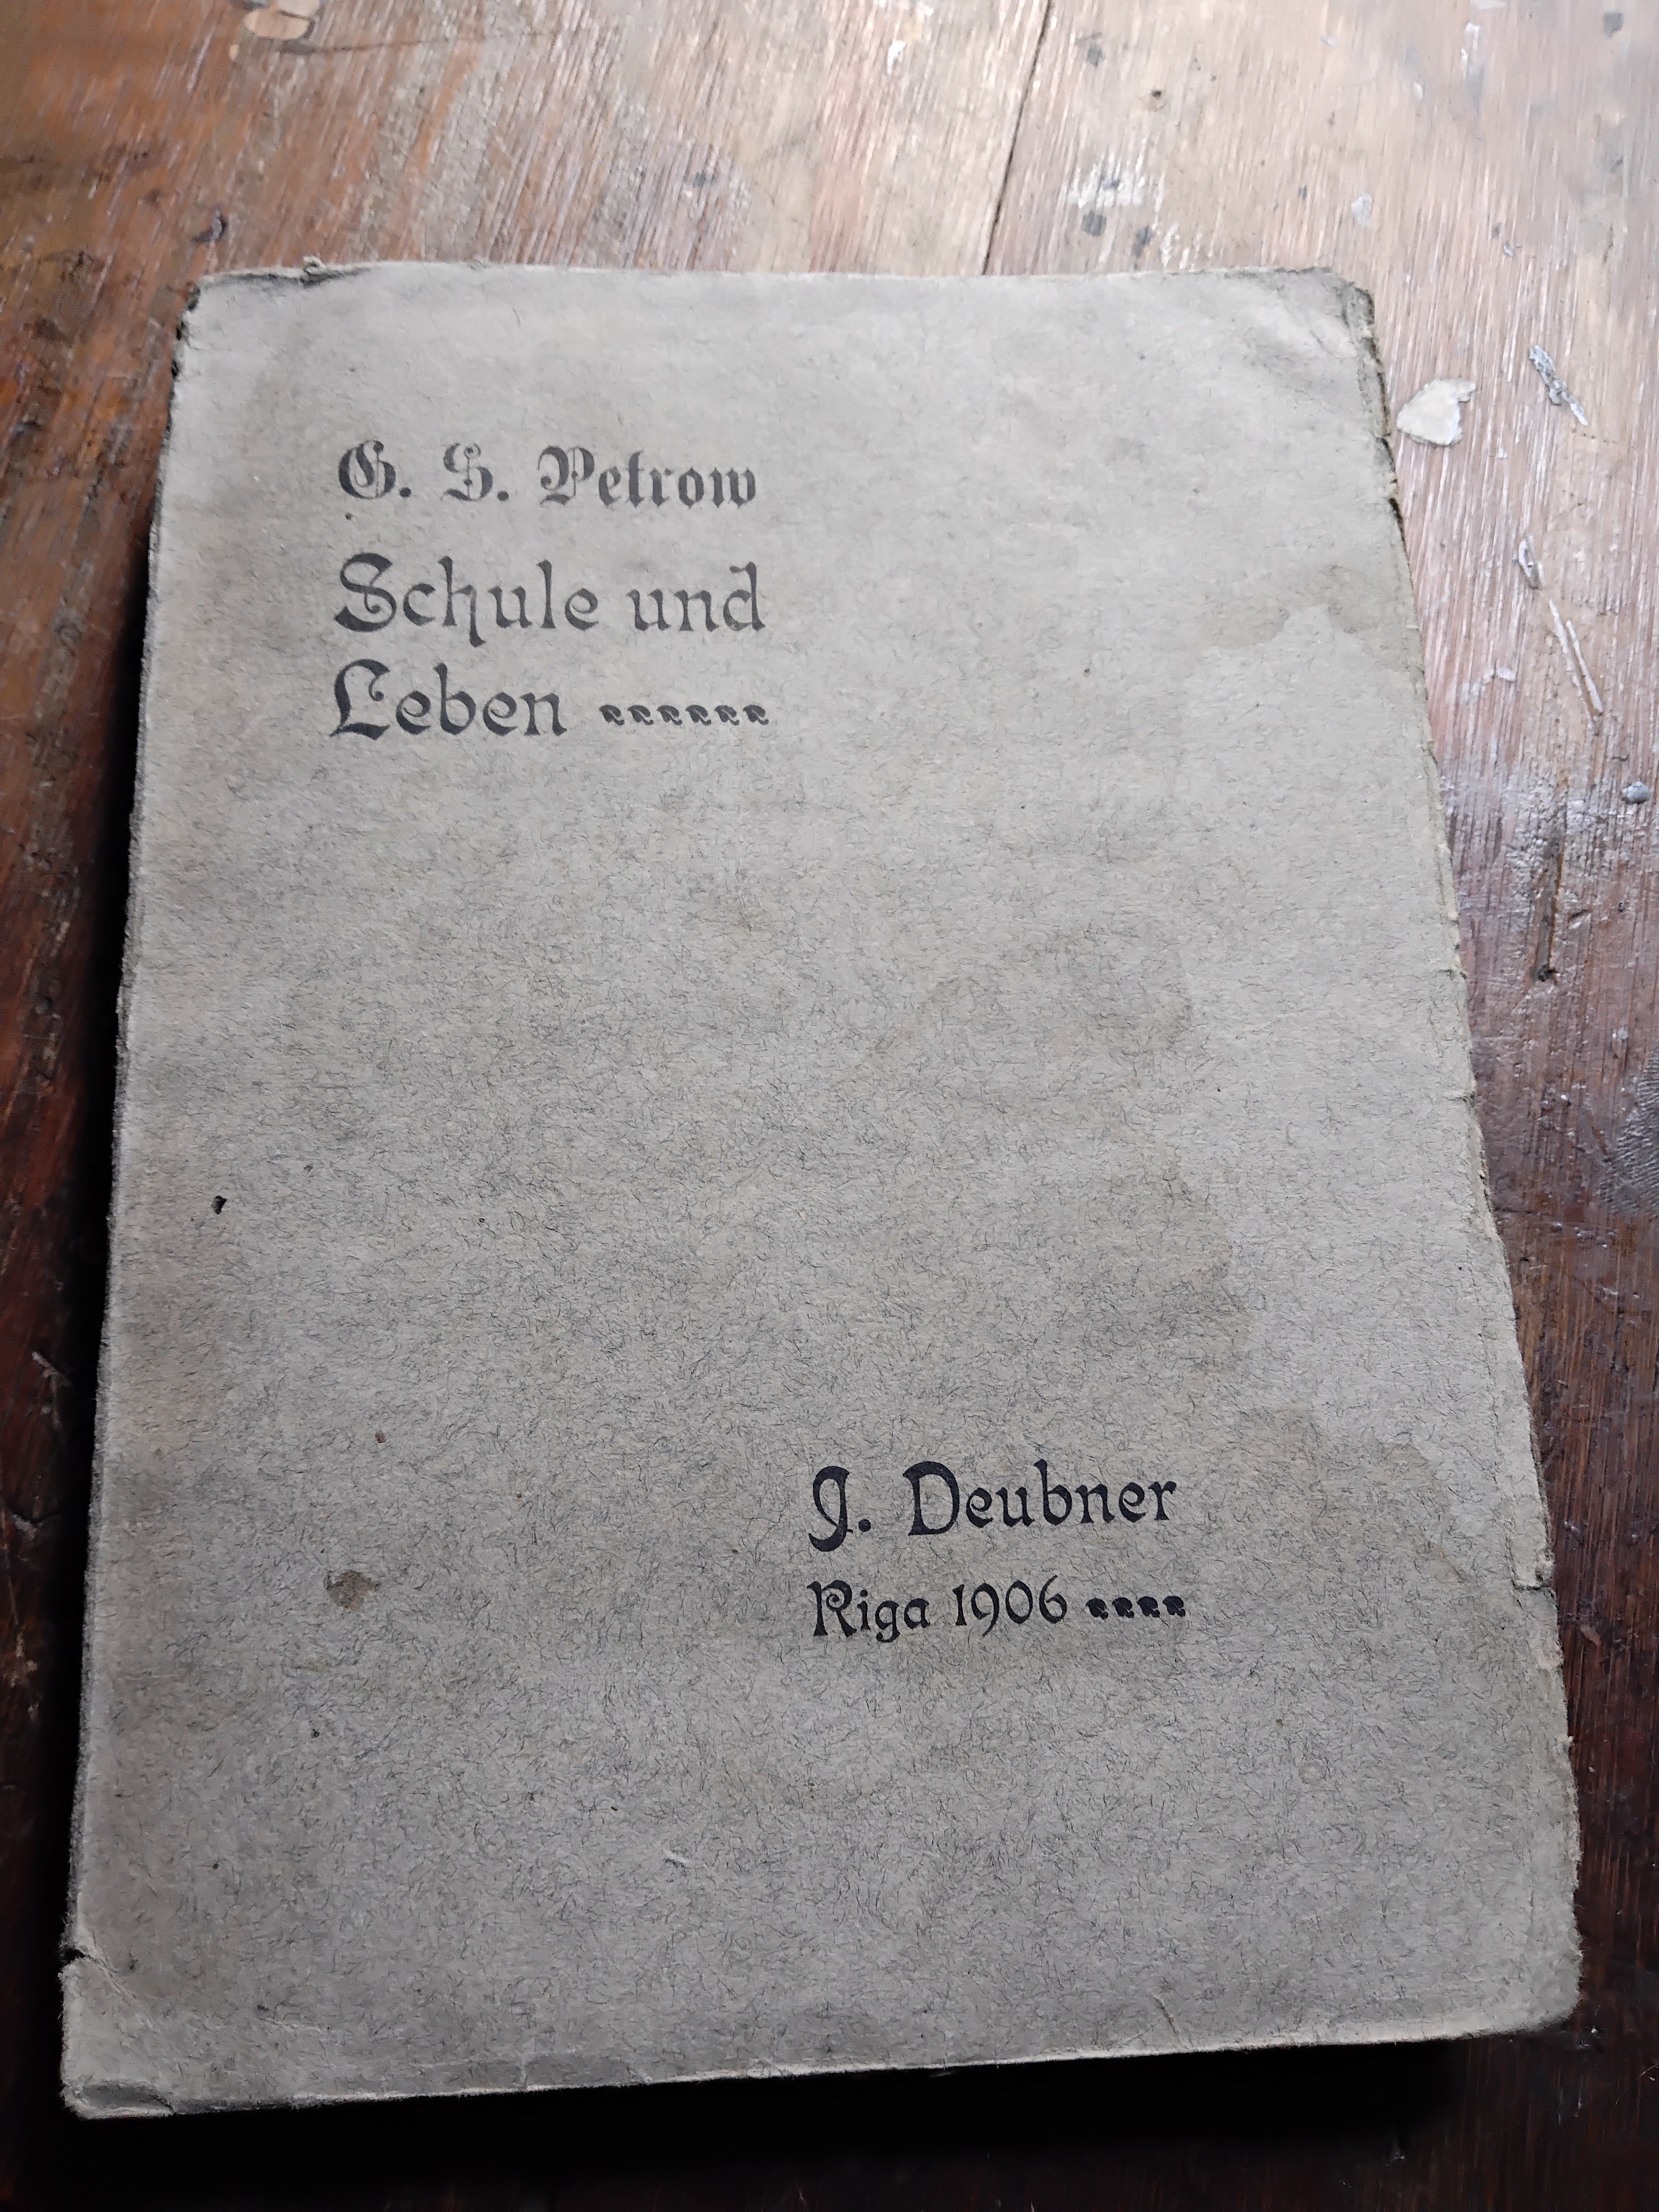 G. S. Petrow
Schule und
Leben
J. Deubner
Riga 1906